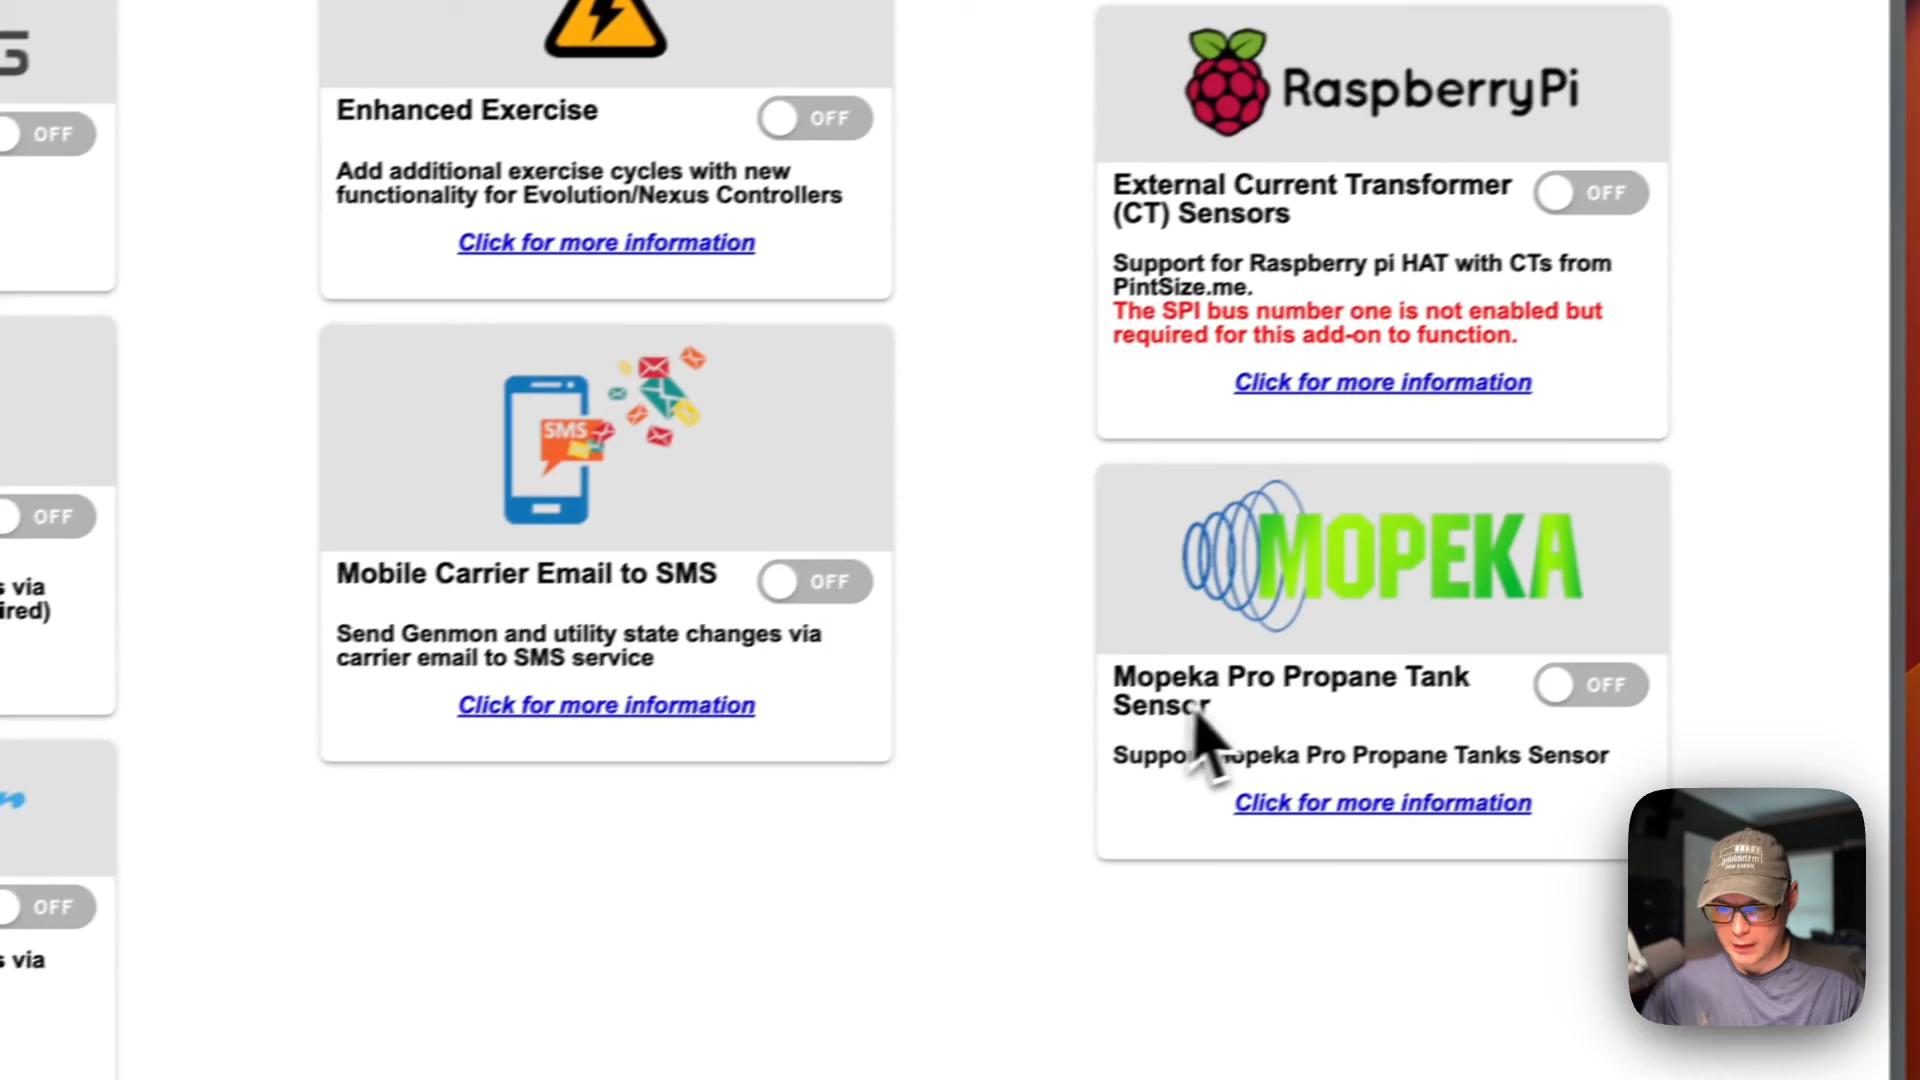 G
OFF
OFF
s via
ired)
OFF
s via
Enhanced Exercise
OFF
Add additional exercise cycles with new
functionality for Evolution/Nexus Controllers
Click for more information
SMS
Mobile Carrier Email to SMS
OFF
Send Genmon and utility state changes via
carrier email to SMS service
Click for more information
RaspberryPi
External Current Transformer
(CT) Sensors
OFF
Support for Raspberry pi HAT with CTs from
PintSize.me.
The SPI bus number one is not enabled but
required for this add-on to function.
Click for more information
MOPEKA
Mopeka Pro Propane Tank
Sensor
OFF
Suppo Mopeka Pro Propane Tanks Sensor
Click for more information